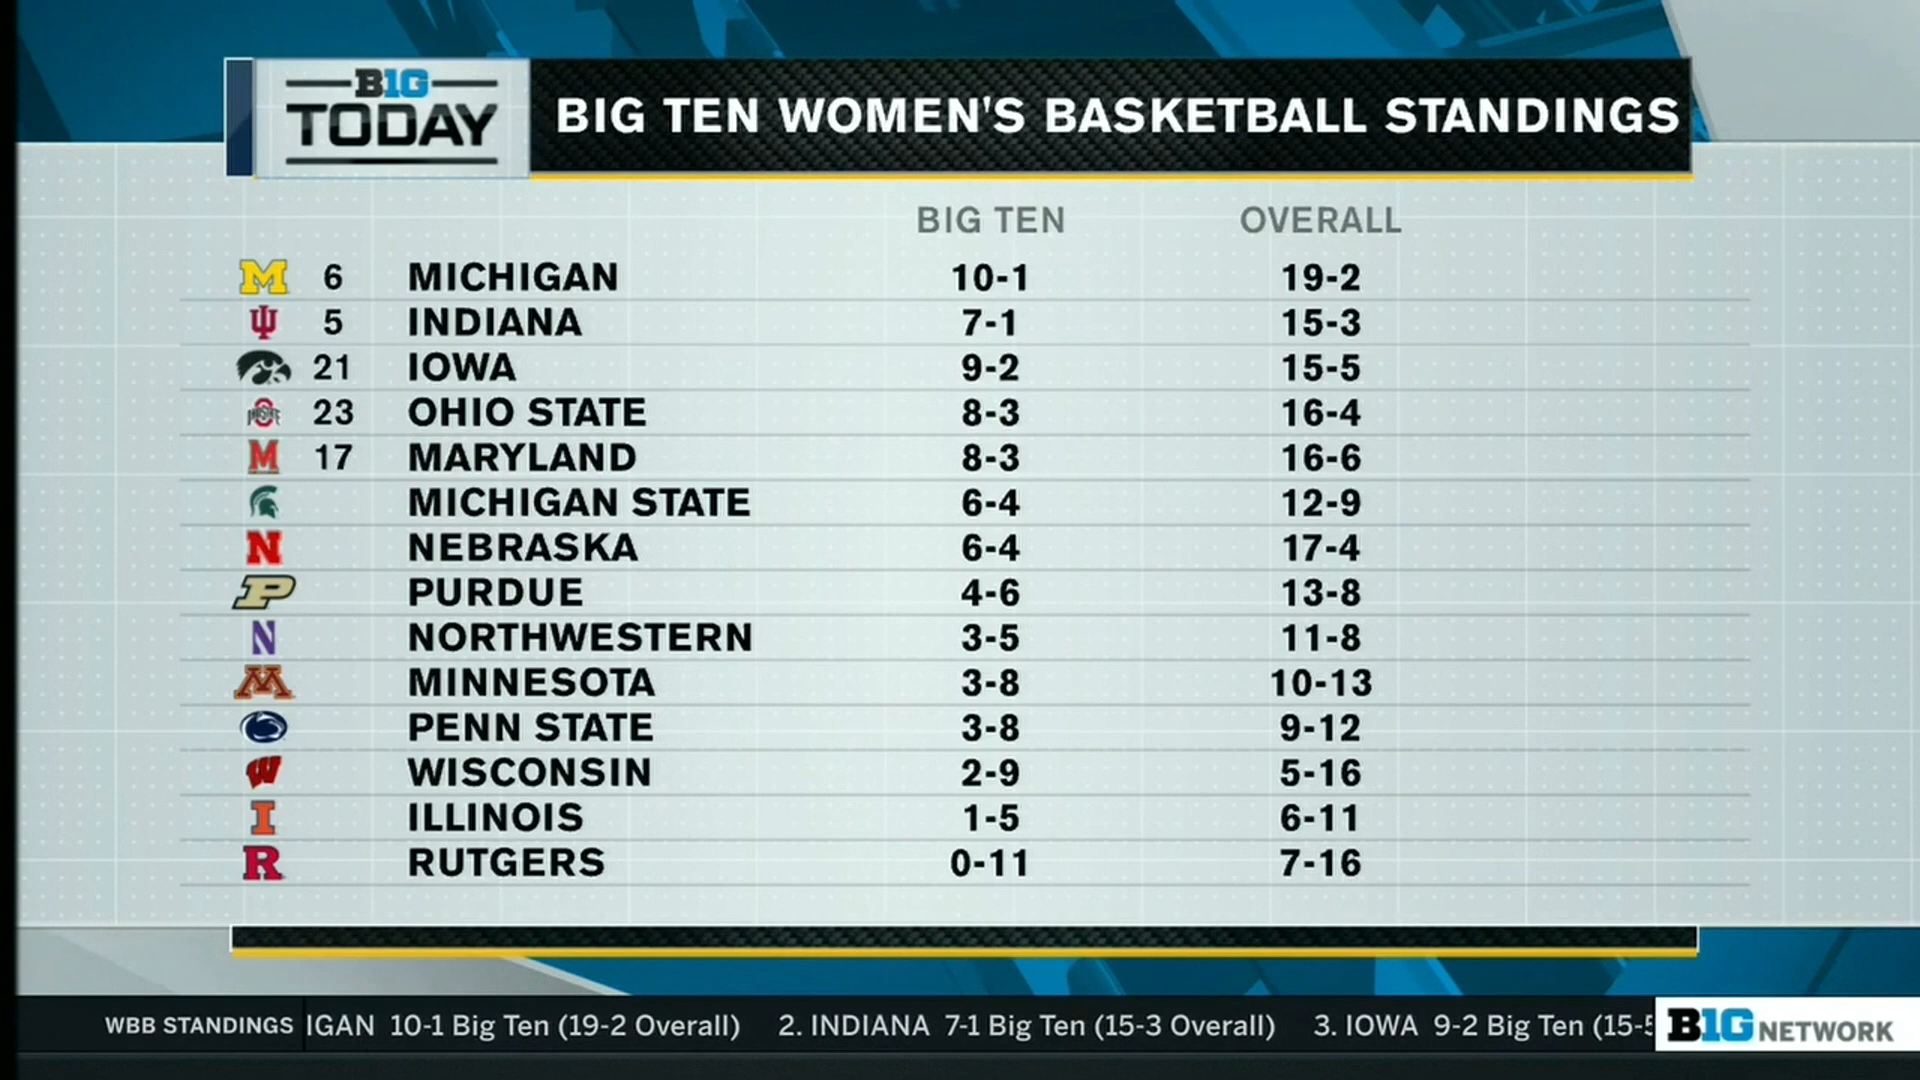 B1G
TODAY
BIG TEN WOMEN'S BASKETBALL STANDINGS
BIG TEN OVERALL
M 6 MICHIGAN 10-1 19-2
5 INDIANA 7-1 15-3
21 IOWA 9-2 15-5
OHIO STATE 23 OHIO STATE 8-3 16-4
M 17 MARYLAND 8-3 16-6
MICHIGAN STATE 6-4 12-9
N NEBRASKA 6-4 17-4
P PURDUE 4-6 13-8
N NORTHWESTERN 3-5 11-8
M MINNESOTA 3-8 10-13
PENN STATE 3-8 9-12
W WISCONSIN 2-9 5-16
I ILLINOIS 1-5 6-11
R RUTGERS 0-11 7-16
WBB STANDINGS IGAN 10-1 Big Ten (19-2 Overall) 2. INDIANA 7-1 Big Ten (15-3 Overall) 3. IOWA 9-2 Big Ten (15-5 B1G NETWORK